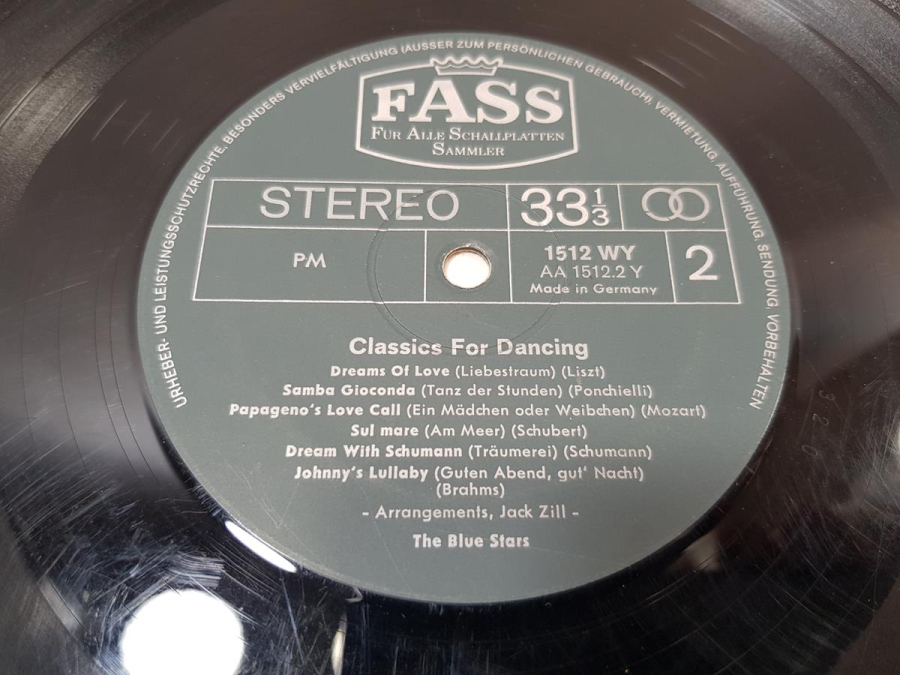 URHEBER- UND LEISTUNGSSCHUTZRECHTE, BESONDERS VERVIELFÄLTIGUNG (AUSSER ZUM PERSÖNLICHEN GEBRAUCH), VERMIETUNG, AUFFÜHRUNG, SENDUNG, VORBEHALTEN
FASS
FÜR ALLE SCHALLPLATTEN
SAMMLER
STEREO 33 1/3
PM
1512 WY
AA 1512.2 Y
Made in Germany
2
Classics For Dancing
Dreams Of Love (Liebestraum) (Liszt)
Samba Gioconda (Tanz der Stunden) (Ponchielli)
Papageno's Love Call (Ein Mädchen oder Weibchen) (Mozart)
Sul mare (Am Meer) (Schubert)
Dream With Schumann (Träumerei) (Schumann)
Johnny's Lullaby (Guten Abend, gut' Nacht)
(Brahms)
- Arrangements, Jack Zill -
The Blue Stars